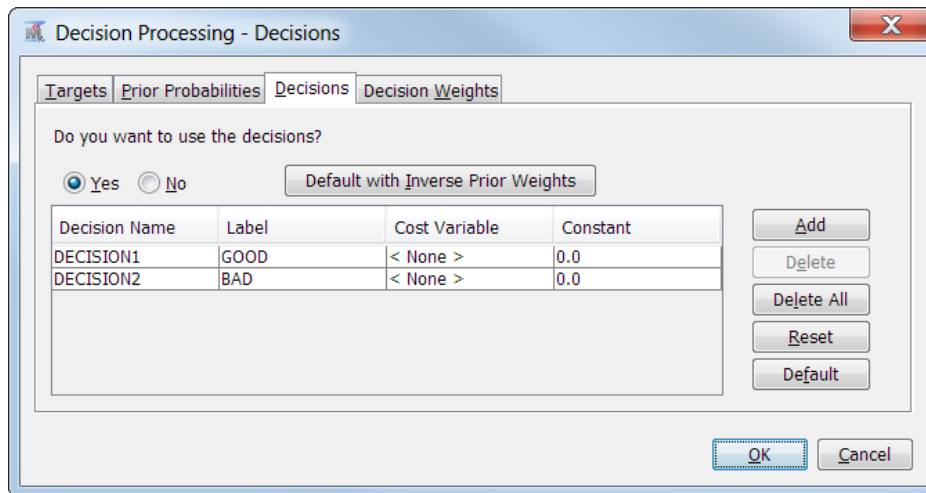 Decision Processing - Decisions
Targets Prior Probabilities Decisions Decision Weights
Do you want to use the decisions?
Yes No Default with Inverse Prior Weights
Decision Name Label Cost Variable Constant
DECISION1 GOOD < None > 0.0
DECISION2 BAD < None > 0.0
Add
Delete
Delete All
Reset
Default
OK Cancel